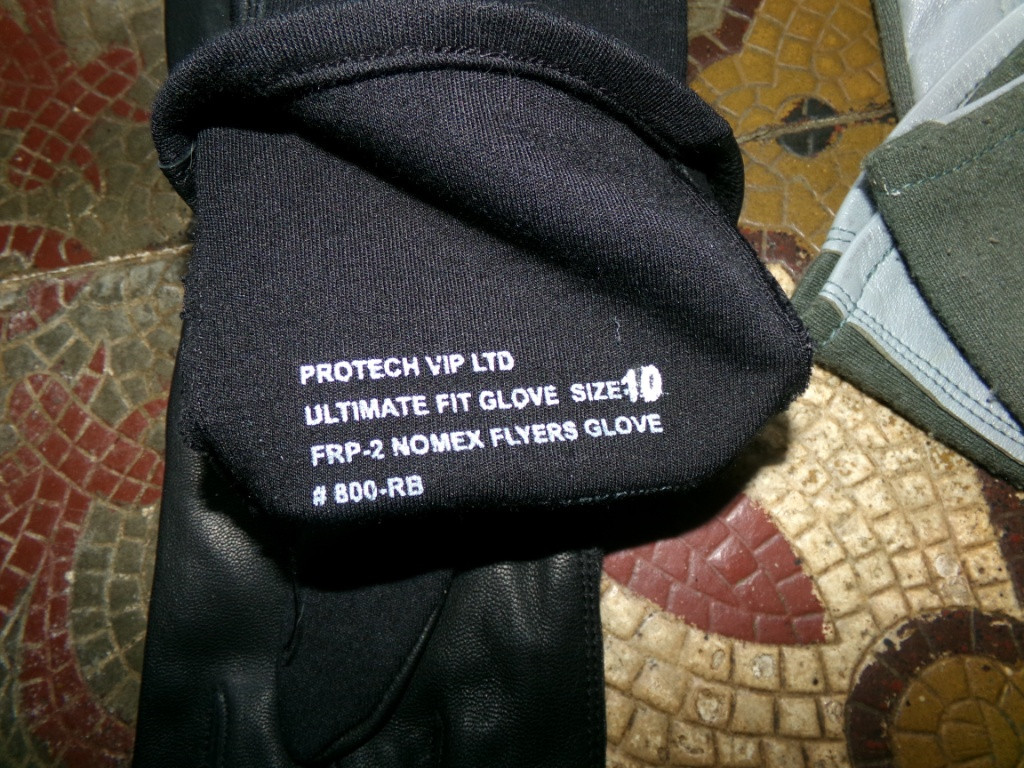 PROTECH VIP LTD
ULTIMATE FIT GLOVE SIZE 10
FRP-2 NOMEX FLYERS GLOVE
# 800-RB